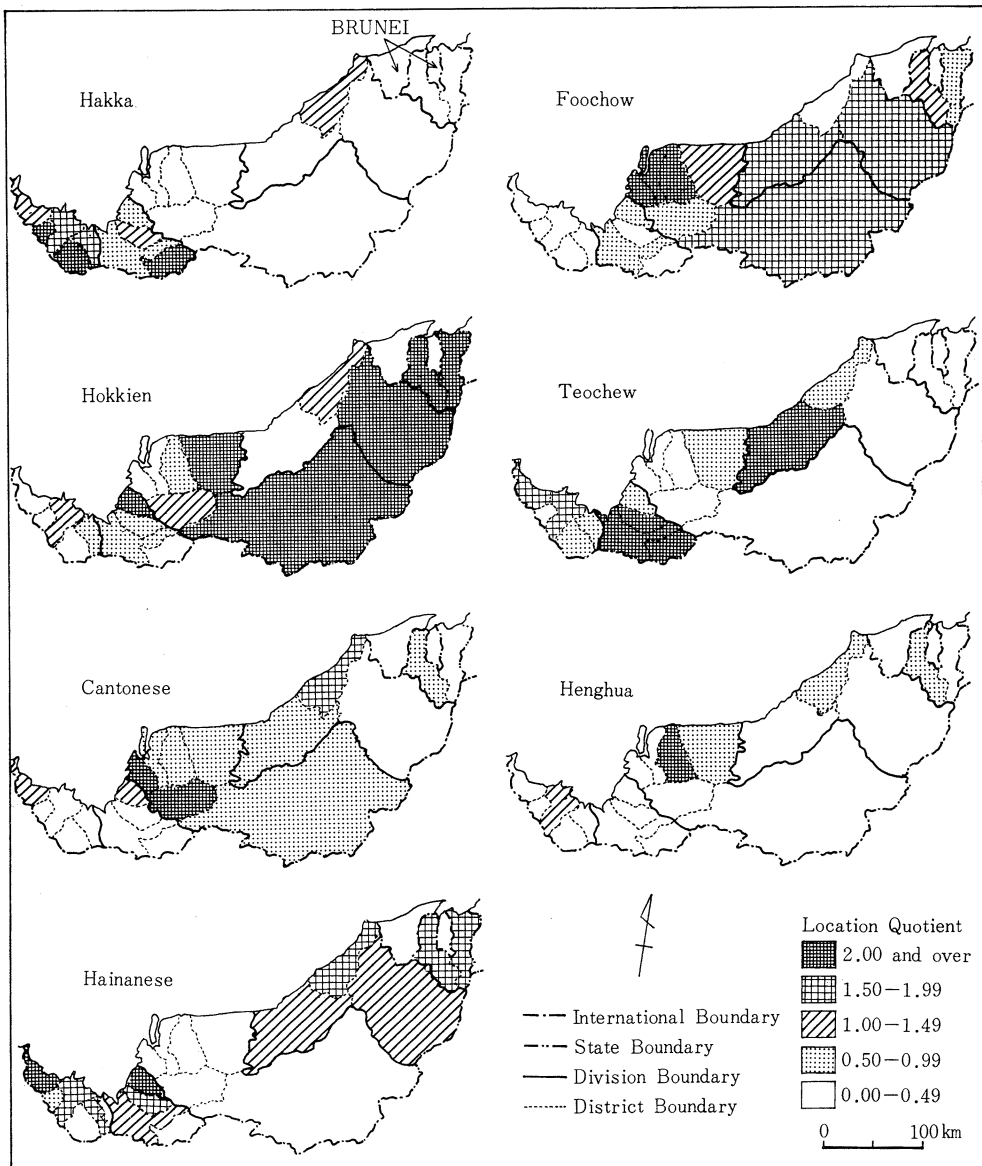 BRUNEI
Hakka
Foochow
Hokkien
Teochew
Cantonese
Henghua
Hainanese
Location Quotient
2.00 and over
1.50-1.99
1.00-1.49
0.50-0.99
0.00-0.49
International Boundary
State Boundary
Division Boundary
District Boundary
0 100km